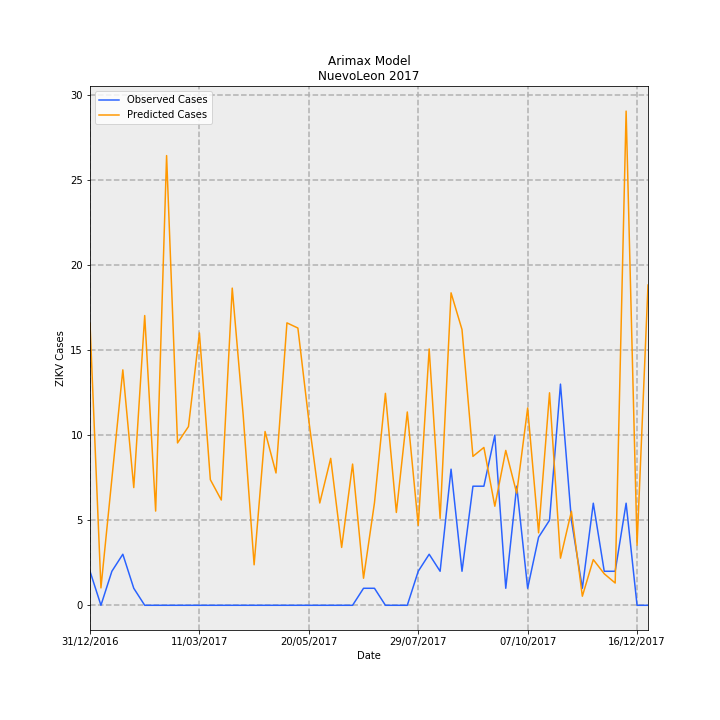 Arimax Model
NuevoLeon 2017
Observed Cases
Predicted Cases
30
25
20
15
10
5
0
ZIKV Cases
31/12/2016
11/03/2017
20/05/2017
29/07/2017
07/10/2017
16/12/2017
Date